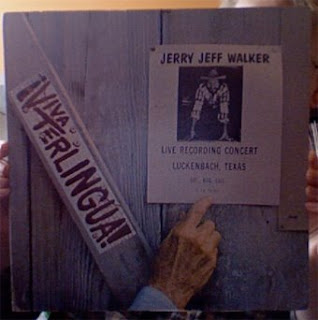 ¡VIVA
TERLINGUA!
JERRY JEFF WALKER
LIVE RECORDING CONCERT
LUCKENBACH, TEXAS